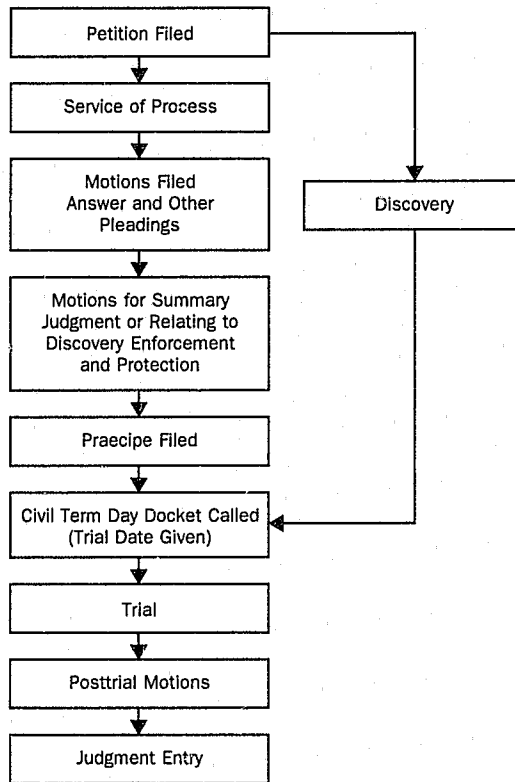 Petition Filed
Service of Process
Motions Filed
Answer and Other
Pleadings
Discovery
Motions for Summary
Judgment or Relating to
Discovery Enforcement
and Protection
Praecipe Filed
Civil Term Day Docket Called
(Trial Date Given)
Trial
Posttrial Motions
Judgment Entry